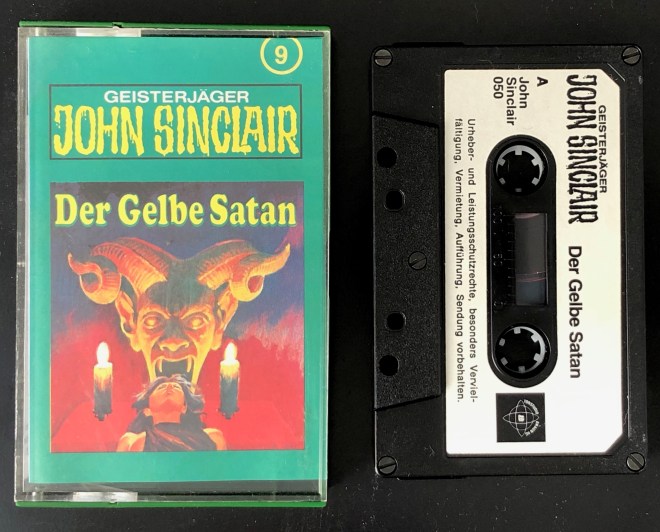 9
GEISTERJÄGER
JOHN SINCLAIR
Der Gelbe Satan
GEISTERJÄGER
JOHN SINCLAIR
Der Gelbe Satan
A
John
Sinclair
050
Urheber- und Leistungsschutzrechte, besonders Verviel-
fältigung, Vermietung, Aufführung, Sendung vorbehalten.